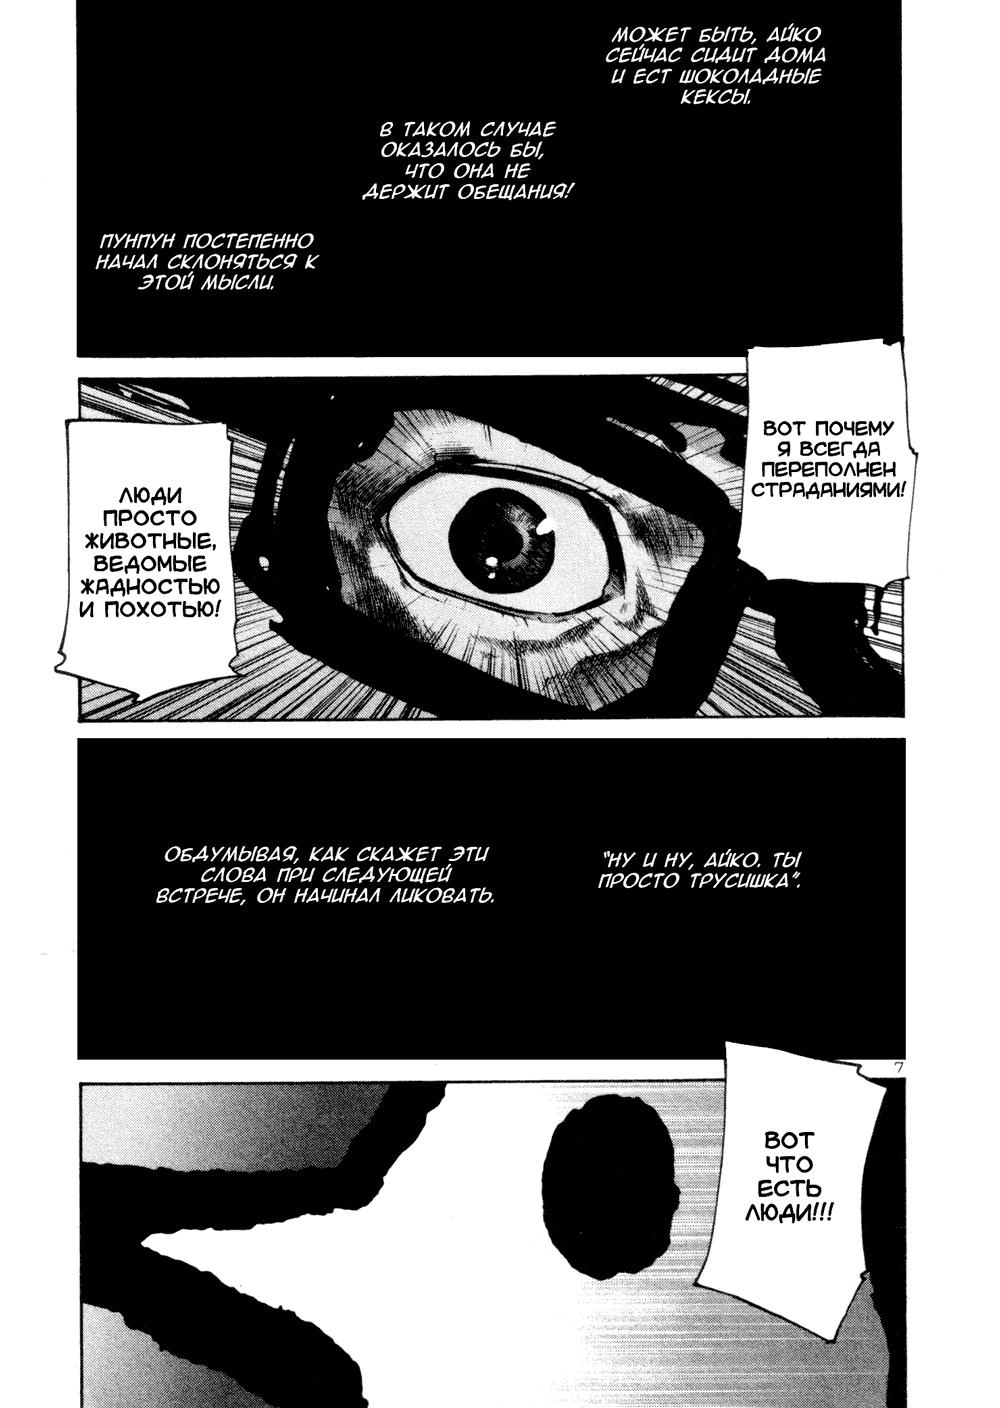 МОЖЕТ БЫТЬ, АЙКО
СЕЙЧАС СИДИТ ДОМА
И ЕСТ ШОКОЛАДНЫЕ
КЕКСЫ.
В ТАКОМ СЛУЧАЕ
ОКАЗАЛОСЬ БЫ,
ЧТО ОНА НЕ
ДЕРЖИТ ОБЕЩАНИЯ!
ПУНПУН ПОСТЕПЕННО
НАЧАЛ СКЛОНЯТЬСЯ К
ЭТОЙ МЫСЛИ.
ВОТ ПОЧЕМУ
Я ВСЕГДА
ПЕРЕПОЛНЕН
СТРАДАНИЯМИ!
ЛЮДИ
ПРОСТО
ЖИВОТНЫЕ,
ВЕДОМЫЕ
ЖАДНОСТЬЮ
И ПОХОТЬЮ!
"НУ И НУ, АЙКО. ТЫ
ПРОСТО ТРУСИШКА".
ОБДУМЫВАЯ, КАК СКАЖЕТ ЭТИ
СЛОВА ПРИ СЛЕДУЮЩЕЙ
ВСТРЕЧЕ, ОН НАЧИНАЛ ЛИКОВАТЬ.
7
ВОТ
ЧТО
ЕСТЬ
ЛЮДИ!!!